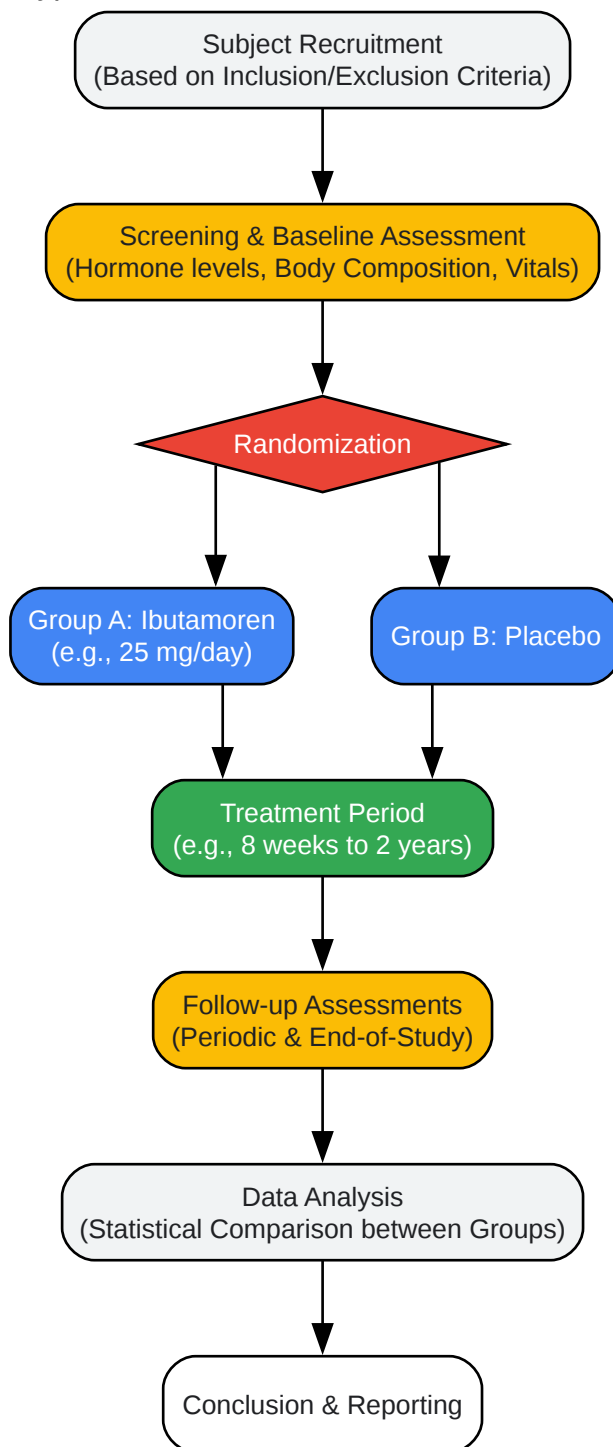 Subject Recruitment
(Based on Inclusion/Exclusion Criteria)
Screening & Baseline Assessment
(Hormone levels, Body Composition, Vitals)
Randomization
Group A: Ibutamoren
(e.g., 25 mg/day)
Group B: Placebo
Treatment Period
(e.g., 8 weeks to 2 years)
Follow-up Assessments
(Periodic & End-of-Study)
Data Analysis
(Statistical Comparison between Groups)
Conclusion & Reporting